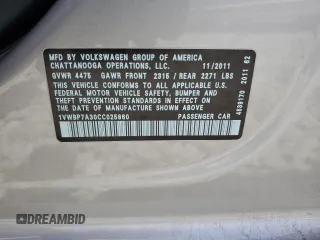 MFD BY VOLKSWAGEN GROUP OF AMERICA
CHATTANOOGA OPERATIONS, LLC. 11/2011
GVWR 4475 GAWR FRONT 2315 / REAR 2271 LBS
THIS VEHICLE CONFORMS TO ALL APPLICABLE U.S.
FEDERAL MOTOR VEHICLE SAFETY, BUMPER, AND
THEFT PREVENTION STANDARDS IN EFFECT ON THE
DATE OF MANUFACTURE SHOWN ABOVE.
PASSENGER CAR
DREAMBID